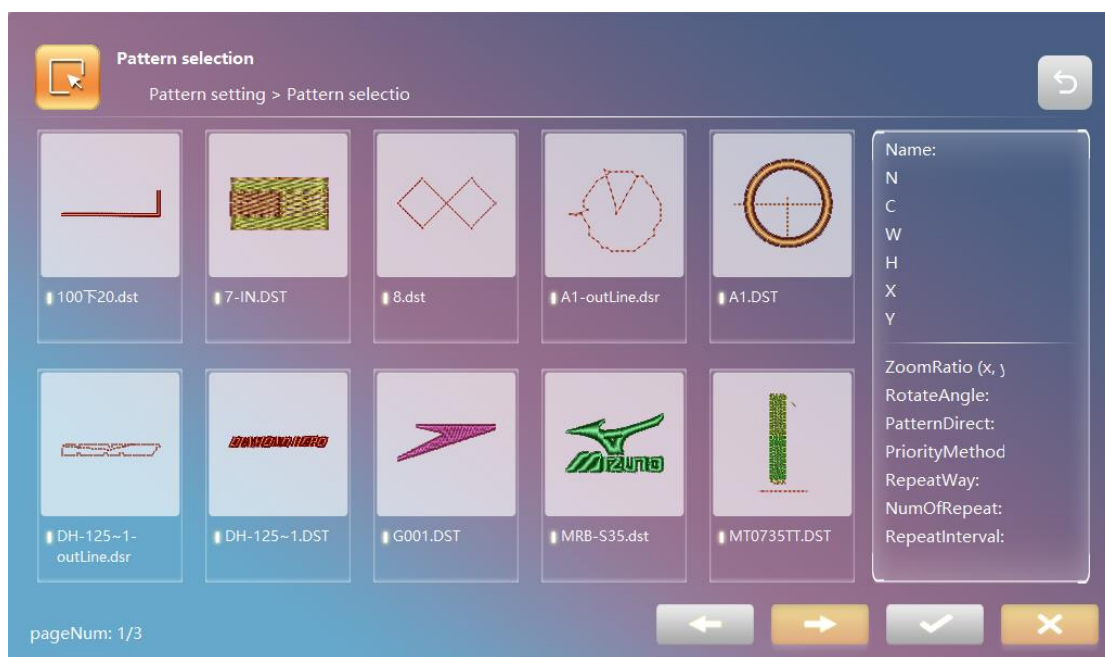 Pattern selection
Pattern setting > Pattern selectio
100下20.dst
7-IN.DST
8.dst
A1-outLine.dsr
A1.DST
MIZUNO
DH-125~1-
outLine.dsr
DH-125~1.DST
G001.DST
MRB-S35.dst
MT0735TT.DST
Name:
N
C
W
H
X
Y
ZoomRatio (x, y
RotateAngle:
PatternDirect:
PriorityMethod
RepeatWay:
NumOfRepeat:
RepeatInterval:
pageNum: 1/3